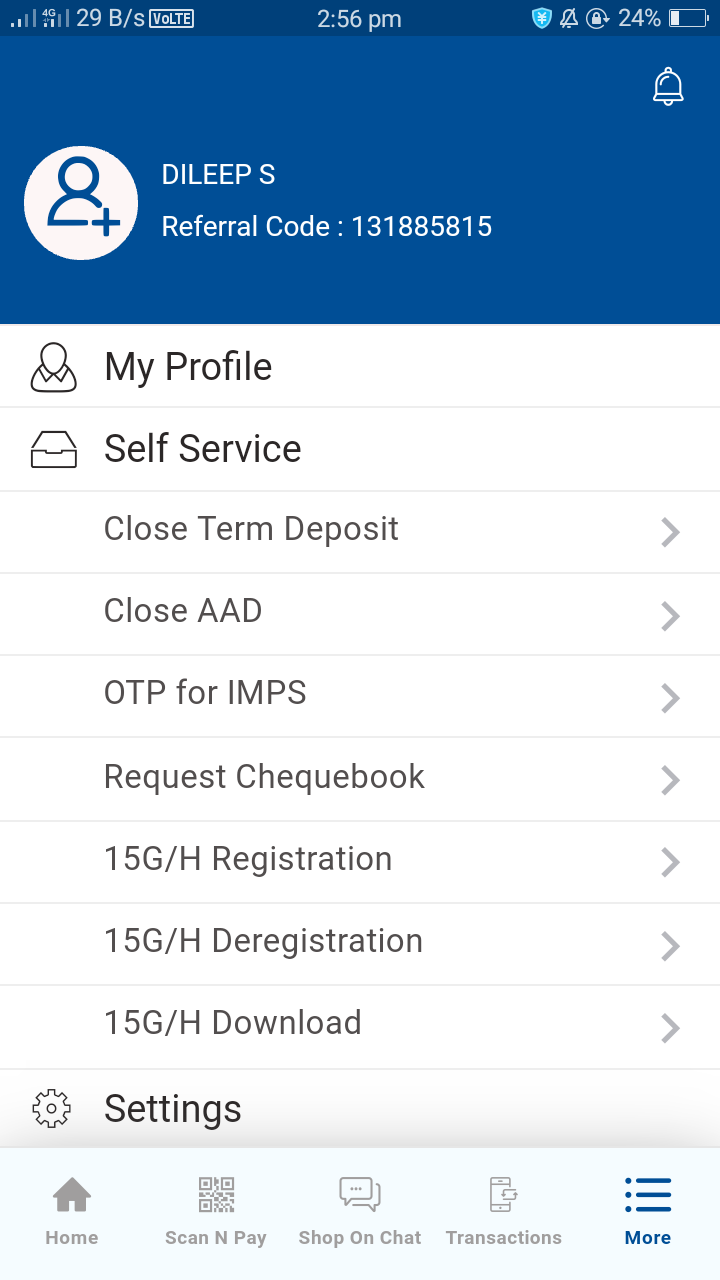 4G 29 B/s VoLTE 2:56 pm 24%
DILEEP S
Referral Code : 131885815
My Profile
Self Service
Close Term Deposit
Close AAD
OTP for IMPS
Request Chequebook
15G/H Registration
15G/H Deregistration
15G/H Download
Settings
Home Scan N Pay Shop On Chat Transactions More